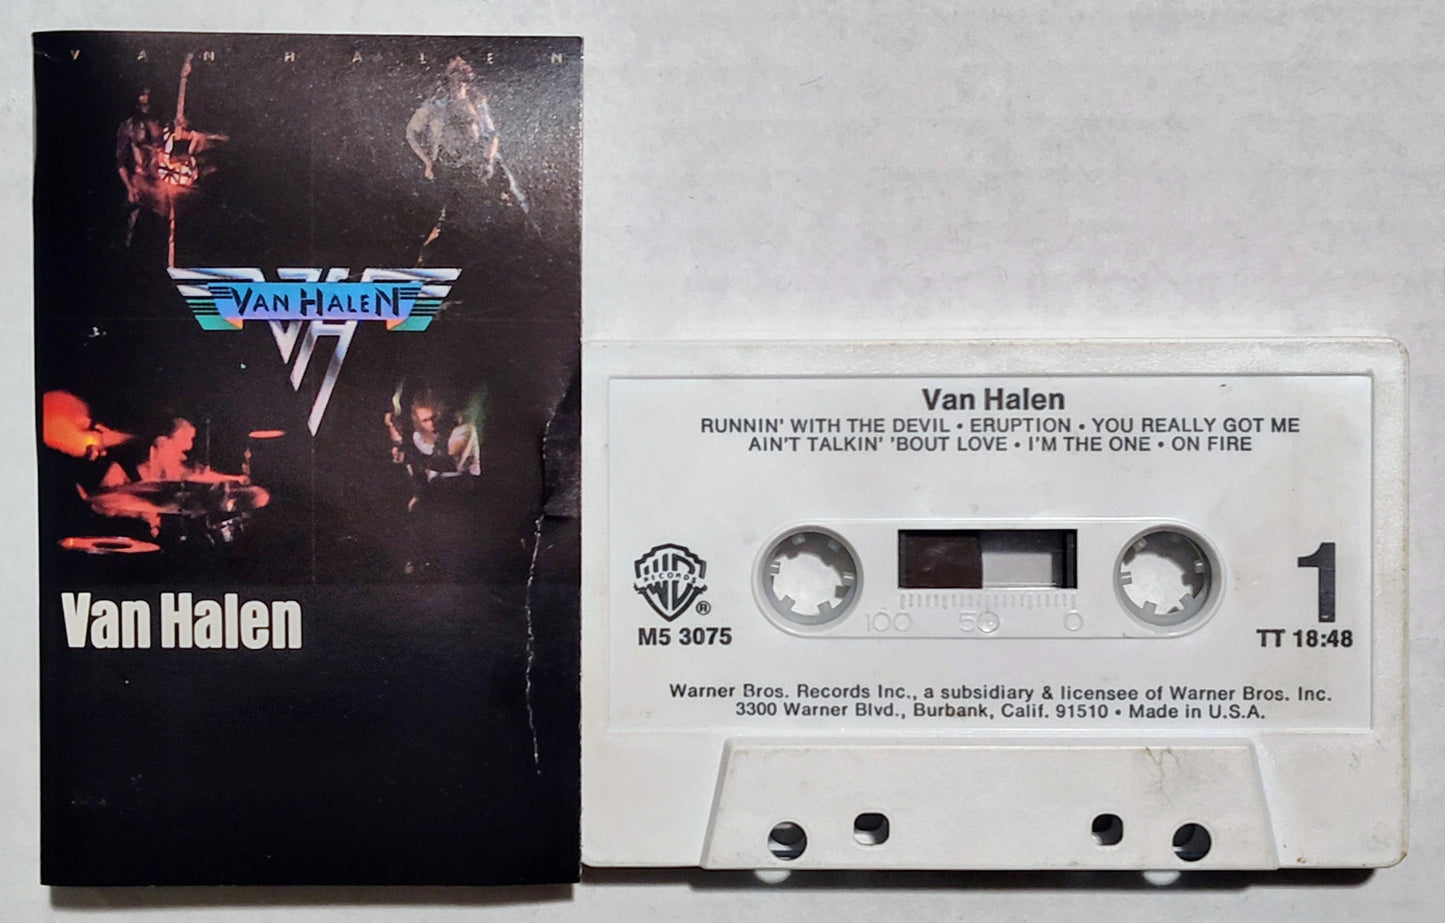 VAN HALEN
VAN HALEN
Van Halen
Van Halen
RUNNIN' WITH THE DEVIL • ERUPTION • YOU REALLY GOT ME
AIN'T TALKIN' 'BOUT LOVE • I'M THE ONE • ON FIRE
RECORDS
®
M5 3075
100 50 0
1
TT 18:48
Warner Bros. Records Inc., a subsidiary & licensee of Warner Bros. Inc.
3300 Warner Blvd., Burbank, Calif. 91510 • Made in U.S.A.